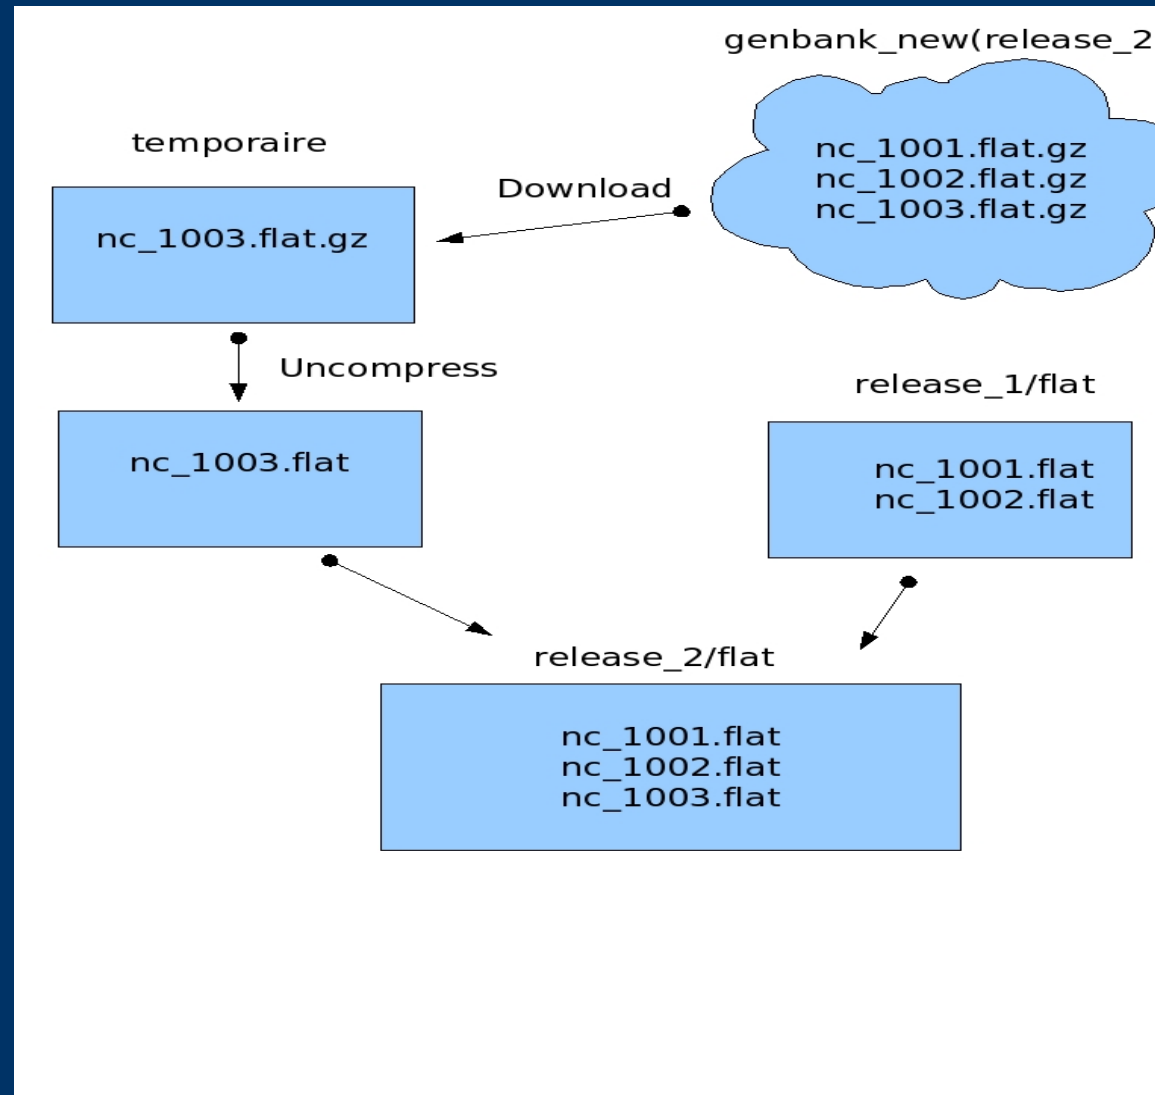 genbank_new(release_2
nc_1001.flat.gz
nc_1002.flat.gz
nc_1003.flat.gz
temporaire
Download
nc_1003.flat.gz
Uncompress
nc_1003.flat
release_1/flat
nc_1001.flat
nc_1002.flat
release_2/flat
nc_1001.flat
nc_1002.flat
nc_1003.flat